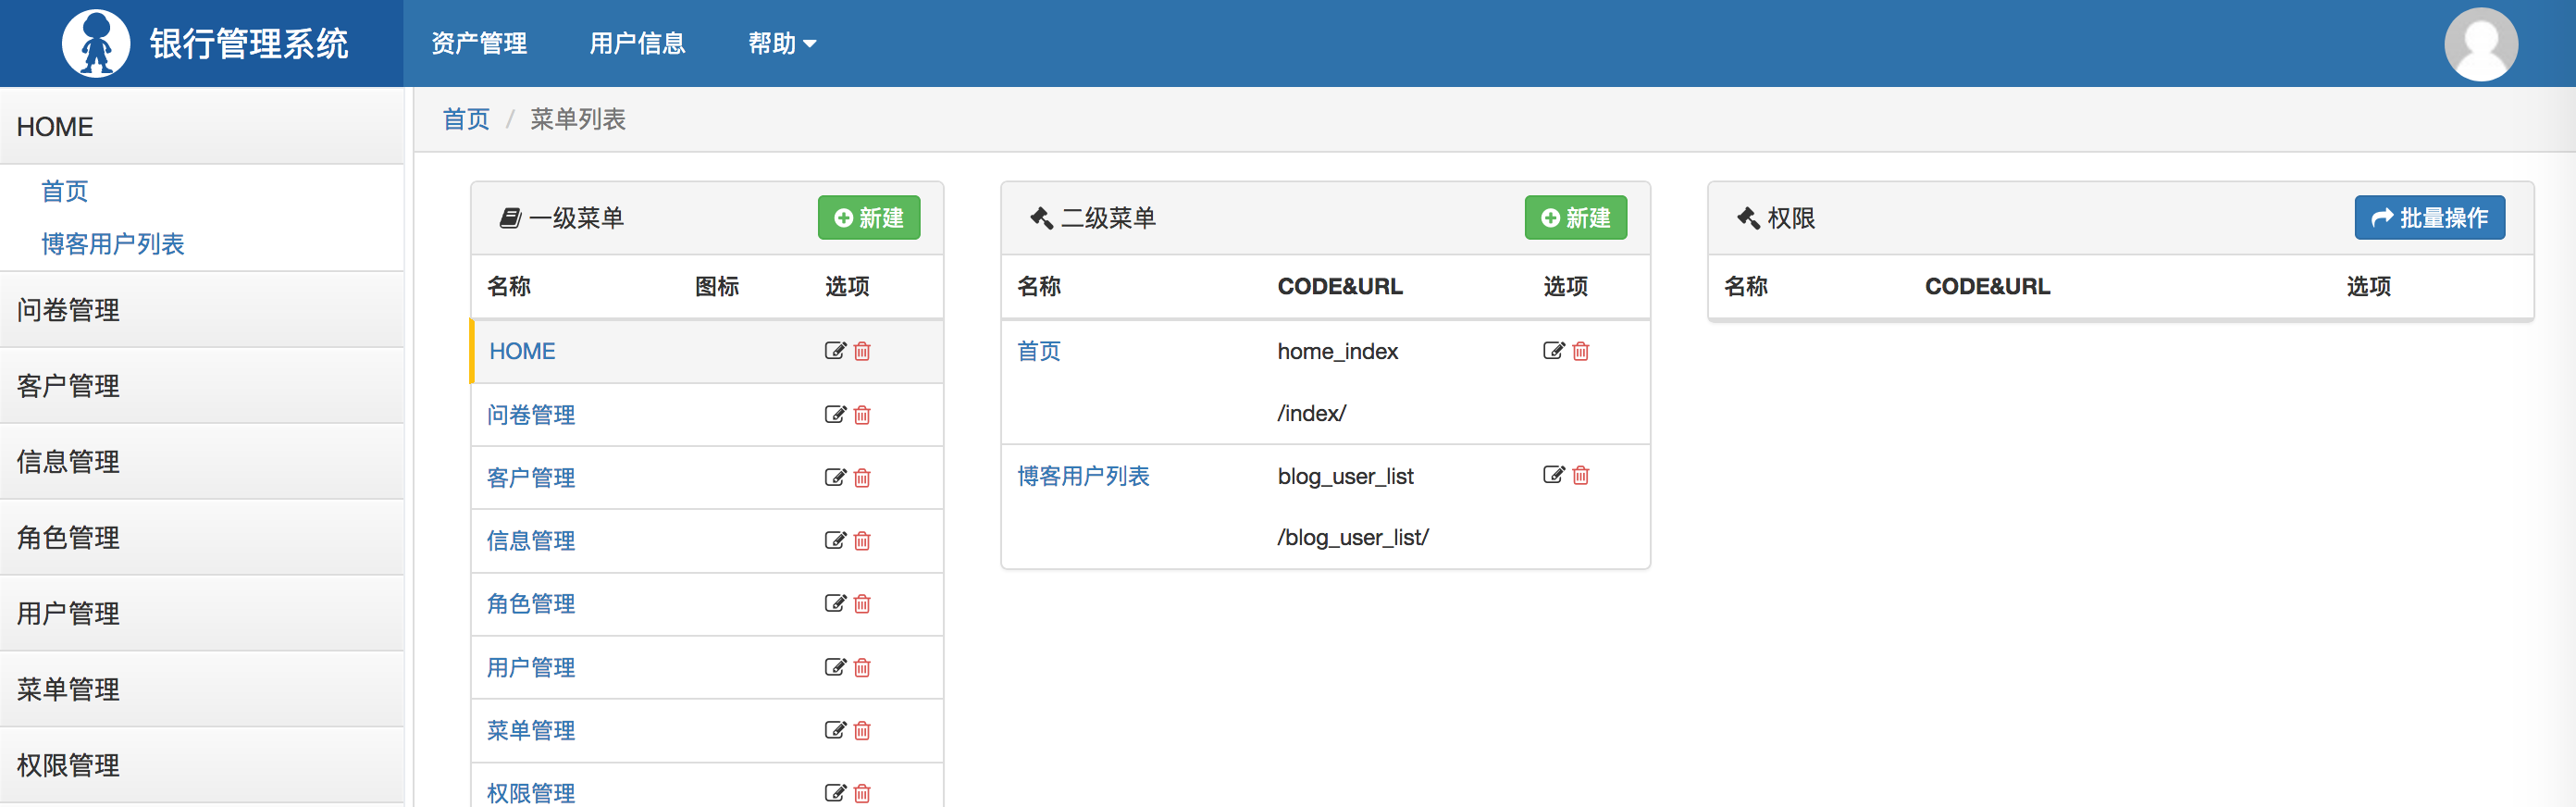 银行管理系统
资产管理 用户信息 帮助
HOME
首页
博客用户列表
问卷管理
客户管理
信息管理
角色管理
用户管理
菜单管理
权限管理
首页 / 菜单列表
一级菜单 新建
名称 图标 选项
HOME
问卷管理
客户管理
信息管理
角色管理
用户管理
菜单管理
权限管理
二级菜单 新建
名称 CODE&URL 选项
首页 home_index
/index/
博客用户列表 blog_user_list
/blog_user_list/
权限 批量操作
名称 CODE&URL 选项